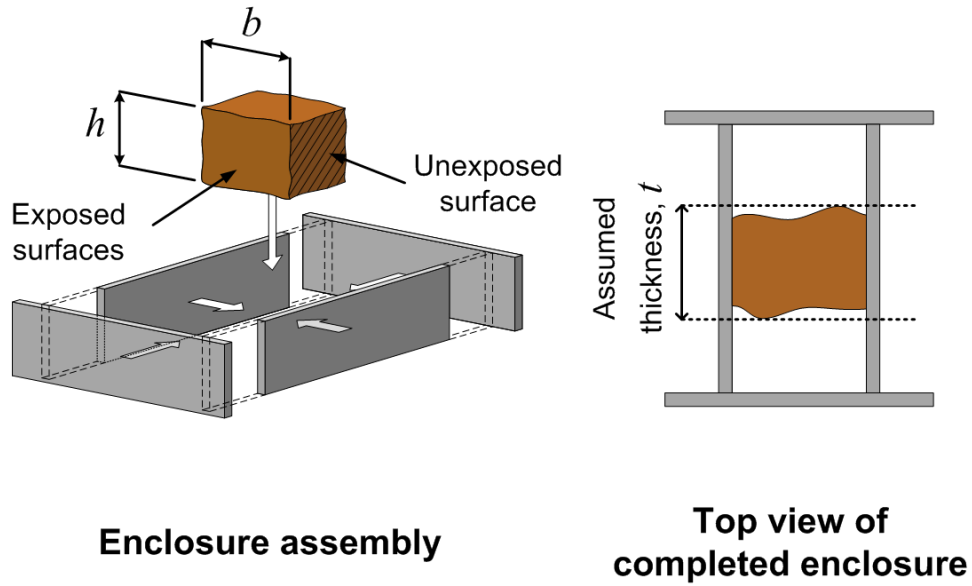 b
h
Exposed
surfaces
Unexposed
surface
Assumed
thickness, t
Enclosure assembly
Top view of
completed enclosure